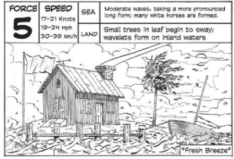 FORCE 5
SPEED
17-21 Knots
19-24 mph
30-39 km/h
SEA
Moderate waves, taking a more pronounced
long form; many white horses are formed.
LAND
Small trees in leaf begin to sway;
wavelets form on inland waters.
"Fresh Breeze"